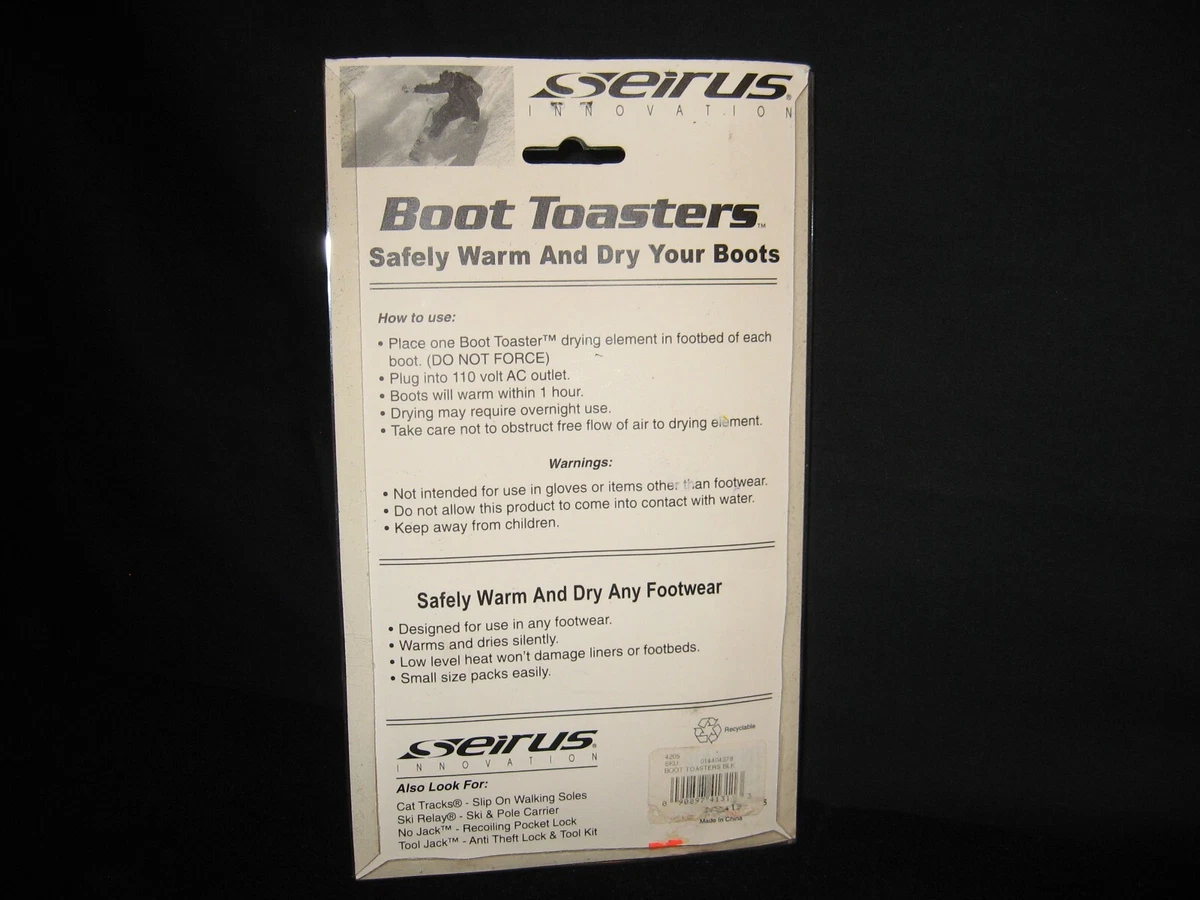 Seirus®
INNOVATION
Boot Toasters™
Safely Warm And Dry Your Boots
How to use:
• Place one Boot Toaster™ drying element in footbed of each
boot. (DO NOT FORCE)
• Plug into 110 volt AC outlet.
• Boots will warm within 1 hour.
• Drying may require overnight use.
• Take care not to obstruct free flow of air to drying element.
Warnings:
• Not intended for use in gloves or items other than footwear.
• Do not allow this product to come into contact with water.
• Keep away from children.
Safely Warm And Dry Any Footwear
• Designed for use in any footwear.
• Warms and dries silently.
• Low level heat won't damage liners or footbeds.
• Small size packs easily.
Seirus®
INNOVATION
Also Look For:
Cat Tracks® - Slip On Walking Soles
Ski Relay® - Ski & Pole Carrier
No Jack™ - Recoiling Pocket Lock
Tool Jack™ - Anti Theft Lock & Tool Kit
Recyclable
SKU
BOOT TOASTERS BLK
Made in China